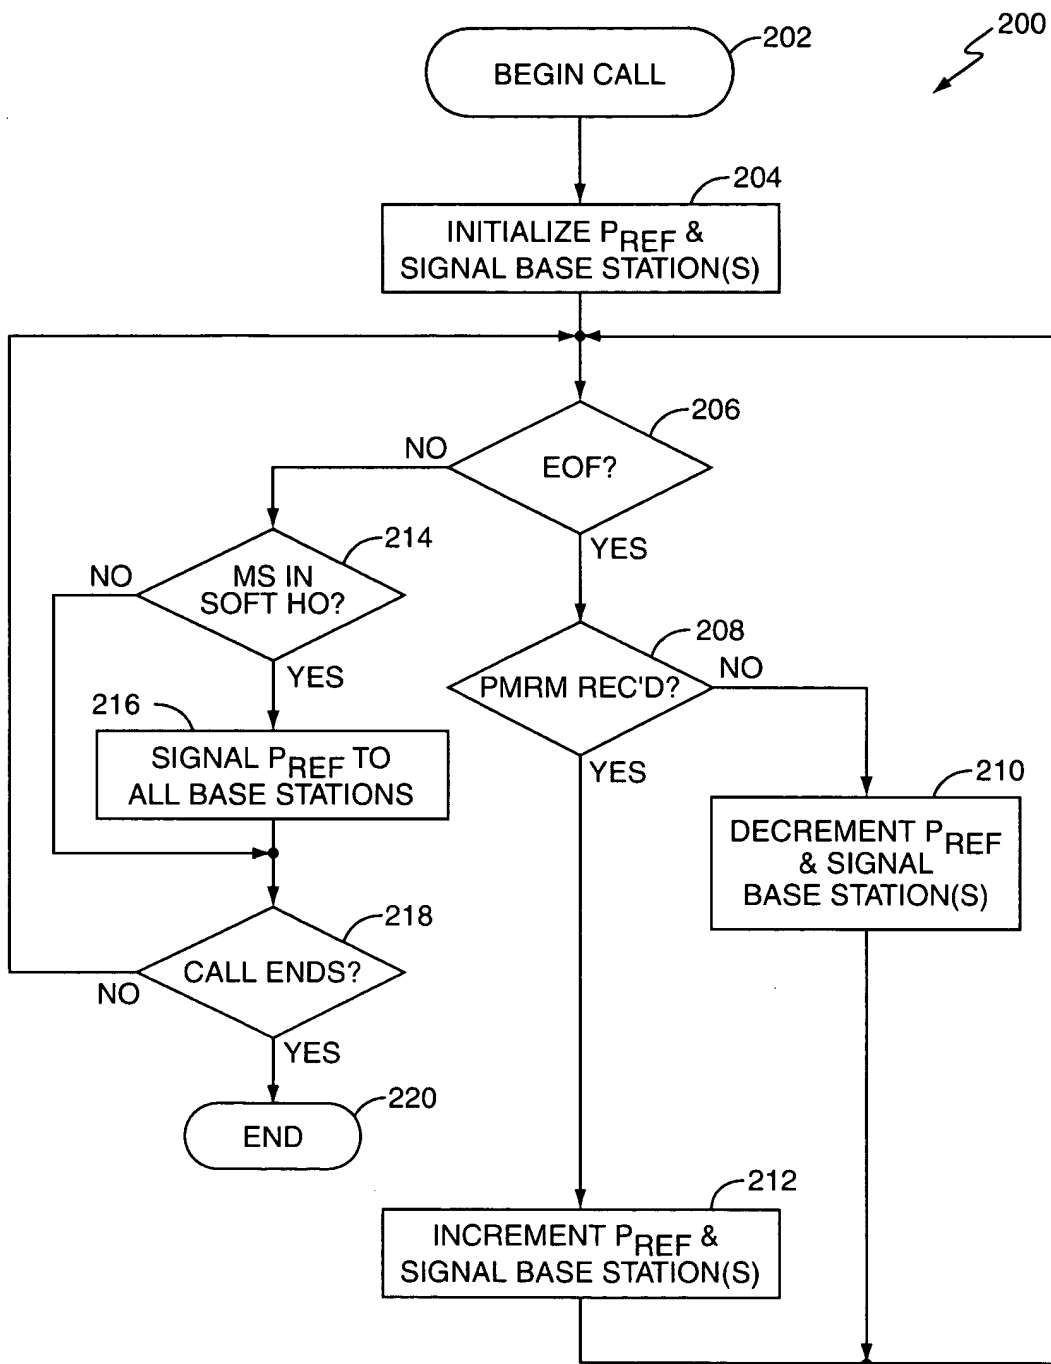 200
202
BEGIN CALL
204
INITIALIZE PREF &
SIGNAL BASE STATION(S)
206
NO
EOF?
YES
214
NO
MS IN
SOFT HO?
YES
208
NO
PMRM REC'D?
YES
216
SIGNAL PREF TO
ALL BASE STATIONS
210
DECREMENT PREF
& SIGNAL
BASE STATION(S)
218
CALL ENDS?
NO
YES
220
END
212
INCREMENT PREF &
SIGNAL BASE STATION(S)